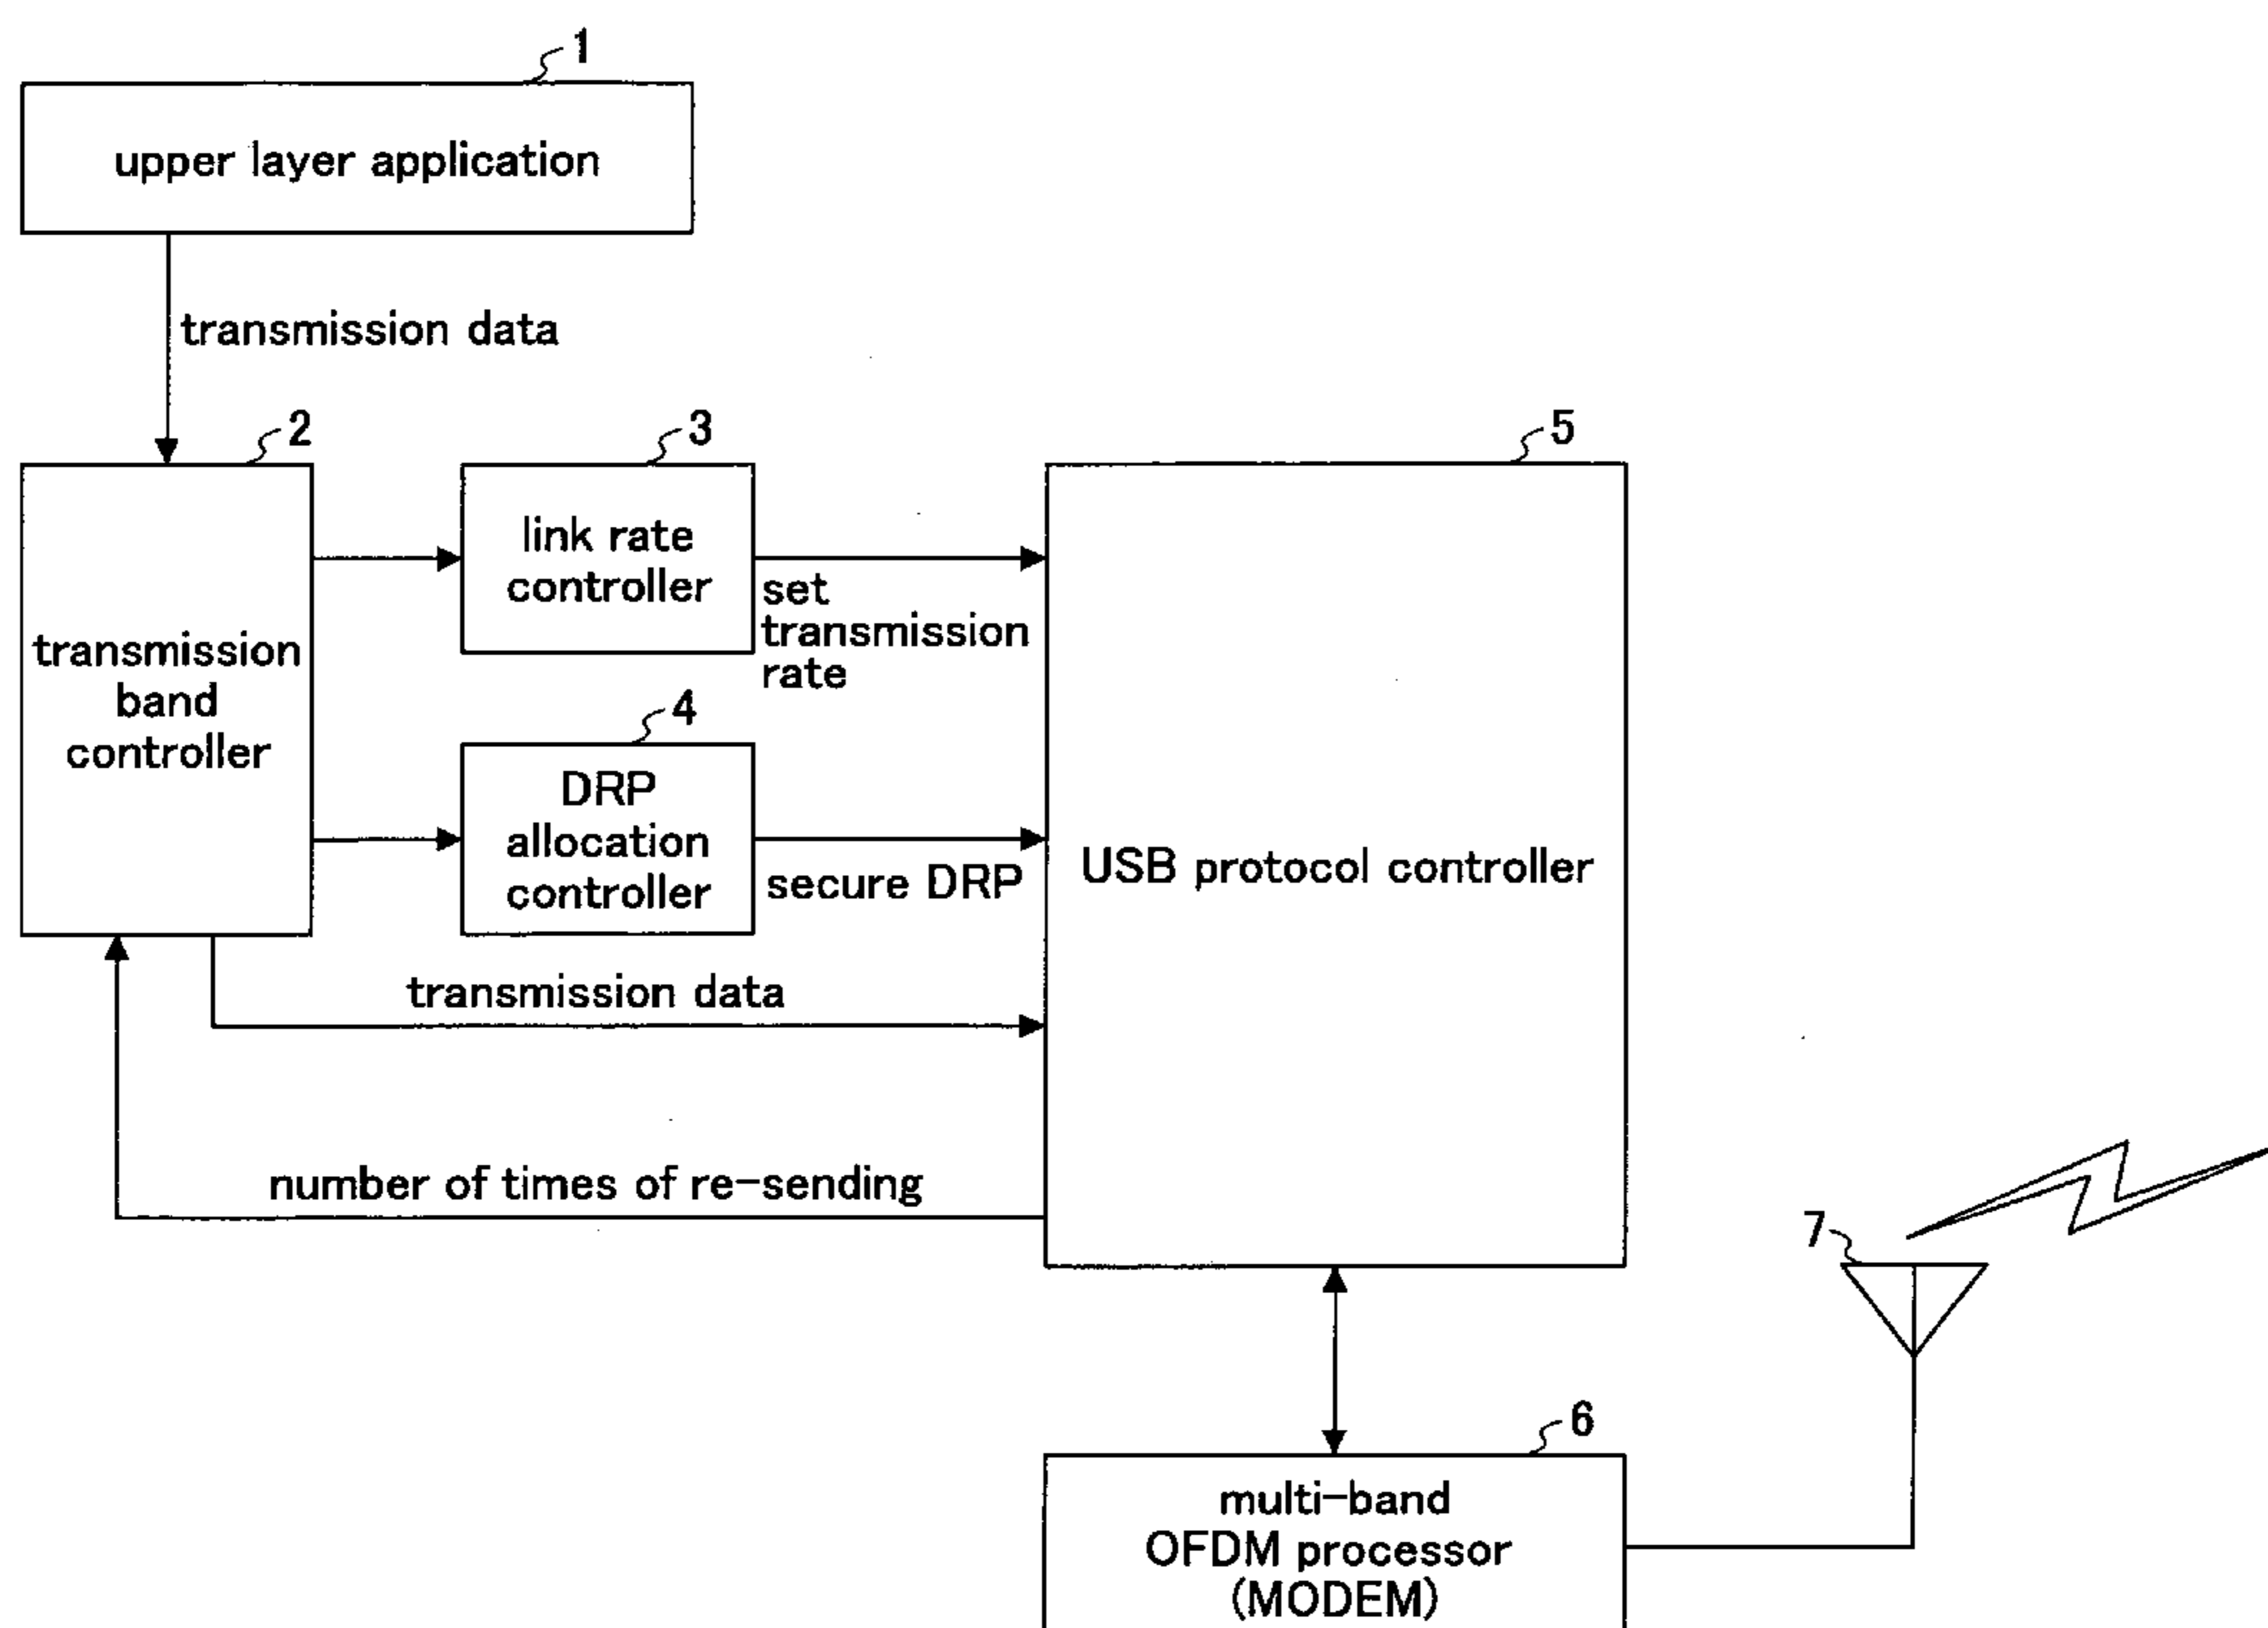 1
upper layer application
transmission data
2
3
5
link rate
controller
set
transmission
rate
transmission
band
controller
4
DRP
allocation
controller
secure DRP
USB protocol controller
transmission data
number of times of re-sending
7
6
multi-band
OFDM processor
(MODEM)